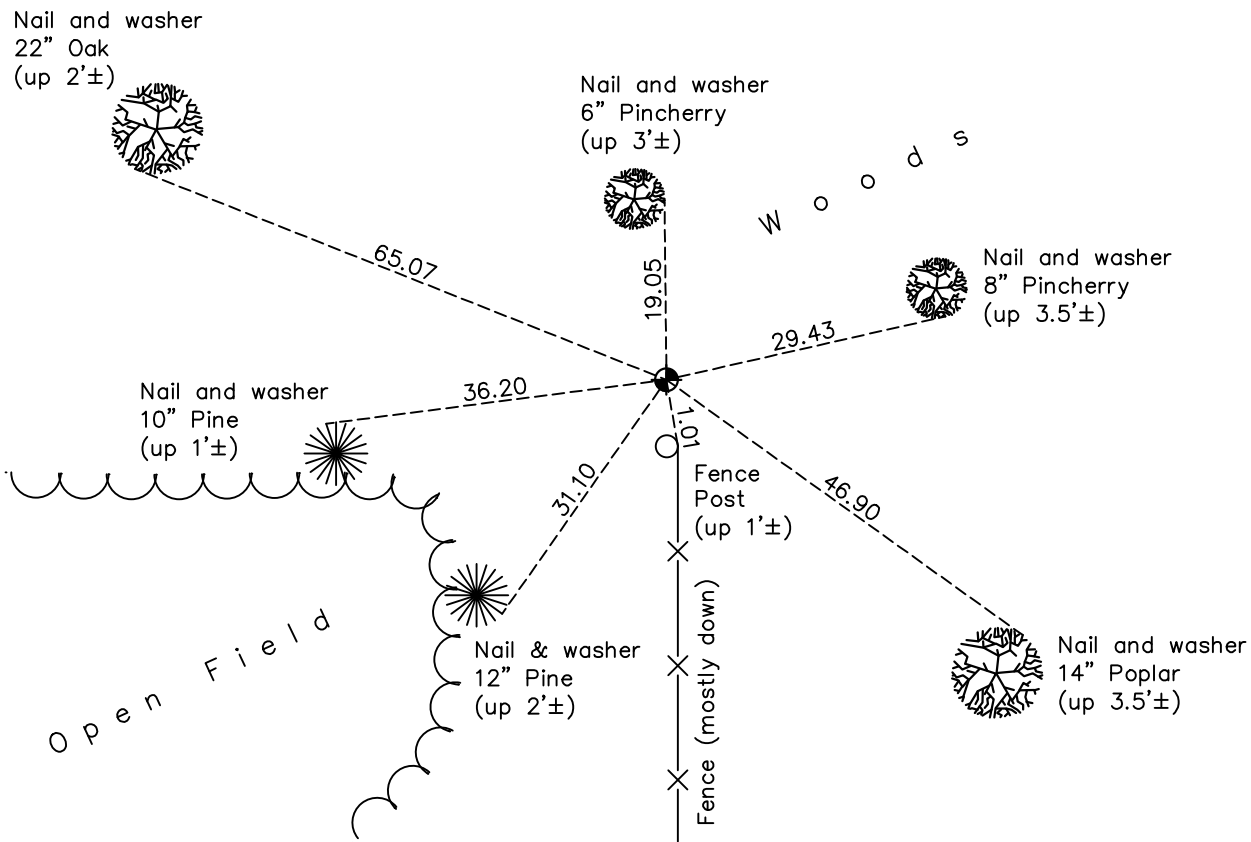 Nail and washer
22” Oak
(up 2'±)
Nail and washer
6” Pincherry
(up 3'±)
Woods
65.07
19.05
Nail and washer
8” Pincherry
(up 3.5'±)
29.43
Nail and washer
10” Pine
(up 1'±)
36.20
1.01
31.10
Fence
Post
(up 1'±)
46.90
Open Field
Nail & washer
12” Pine
(up 2'±)
Fence (mostly down)
Nail and washer
14” Poplar
(up 3.5'±)